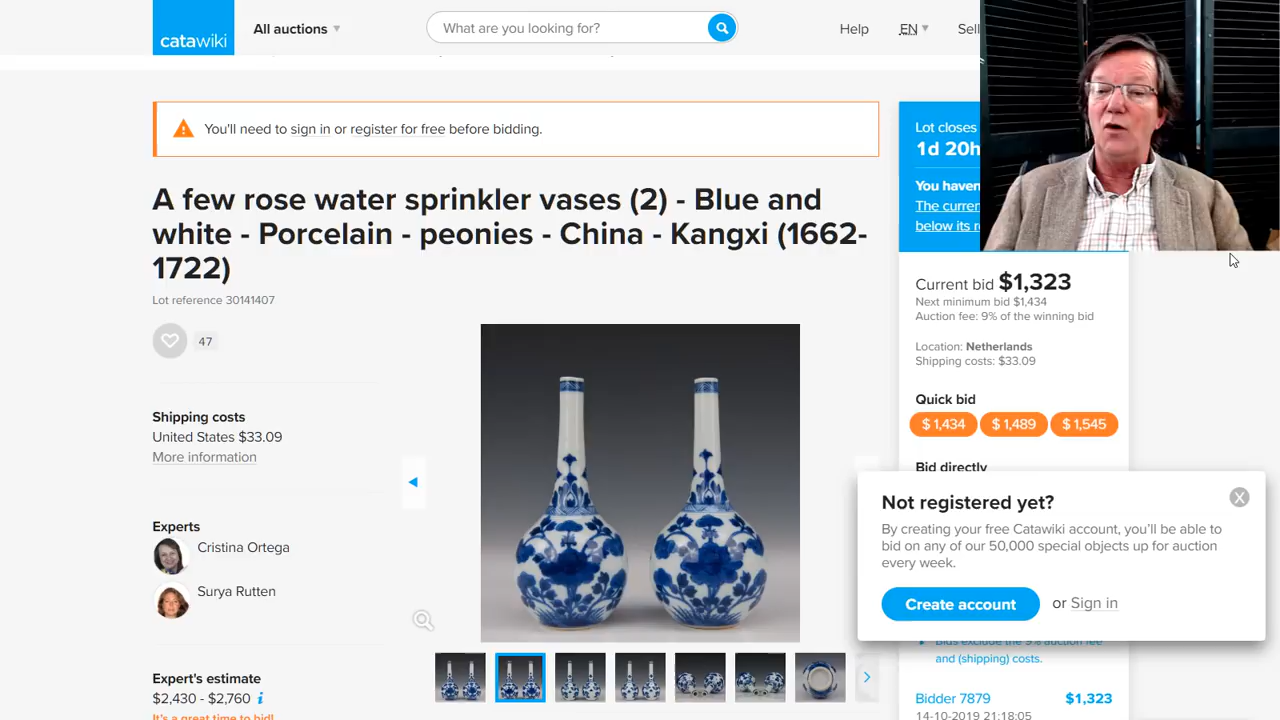 catawiki
All auctions
What are you looking for?
Help
EN
Sell
You'll need to sign in or register for free before bidding.
Lot closes
1d 20h
You haven
The curren
below its r
A few rose water sprinkler vases (2) - Blue and
white - Porcelain - peonies - China - Kangxi (1662-
1722)
Lot reference 30141407
47
Shipping costs
United States $33.09
More information
Experts
Cristina Ortega
Surya Rutten
Expert's estimate
$2,430 - $2,760 i
It's a great time to bid!
Current bid $1,323
Next minimum bid $1,434
Auction fee: 9% of the winning bid
Location: Netherlands
Shipping costs: $33.09
Quick bid
$ 1,434
$ 1,489
$ 1,545
Bid directly
Not registered yet?
X
By creating your free Catawiki account, you'll be able to
bid on any of our 50,000 special objects up for auction
every week.
Create account
or Sign in
Bids exclude the 9% auction fee
and (shipping) costs.
Bidder 7879
$1,323
14-10-2019 21:18:05